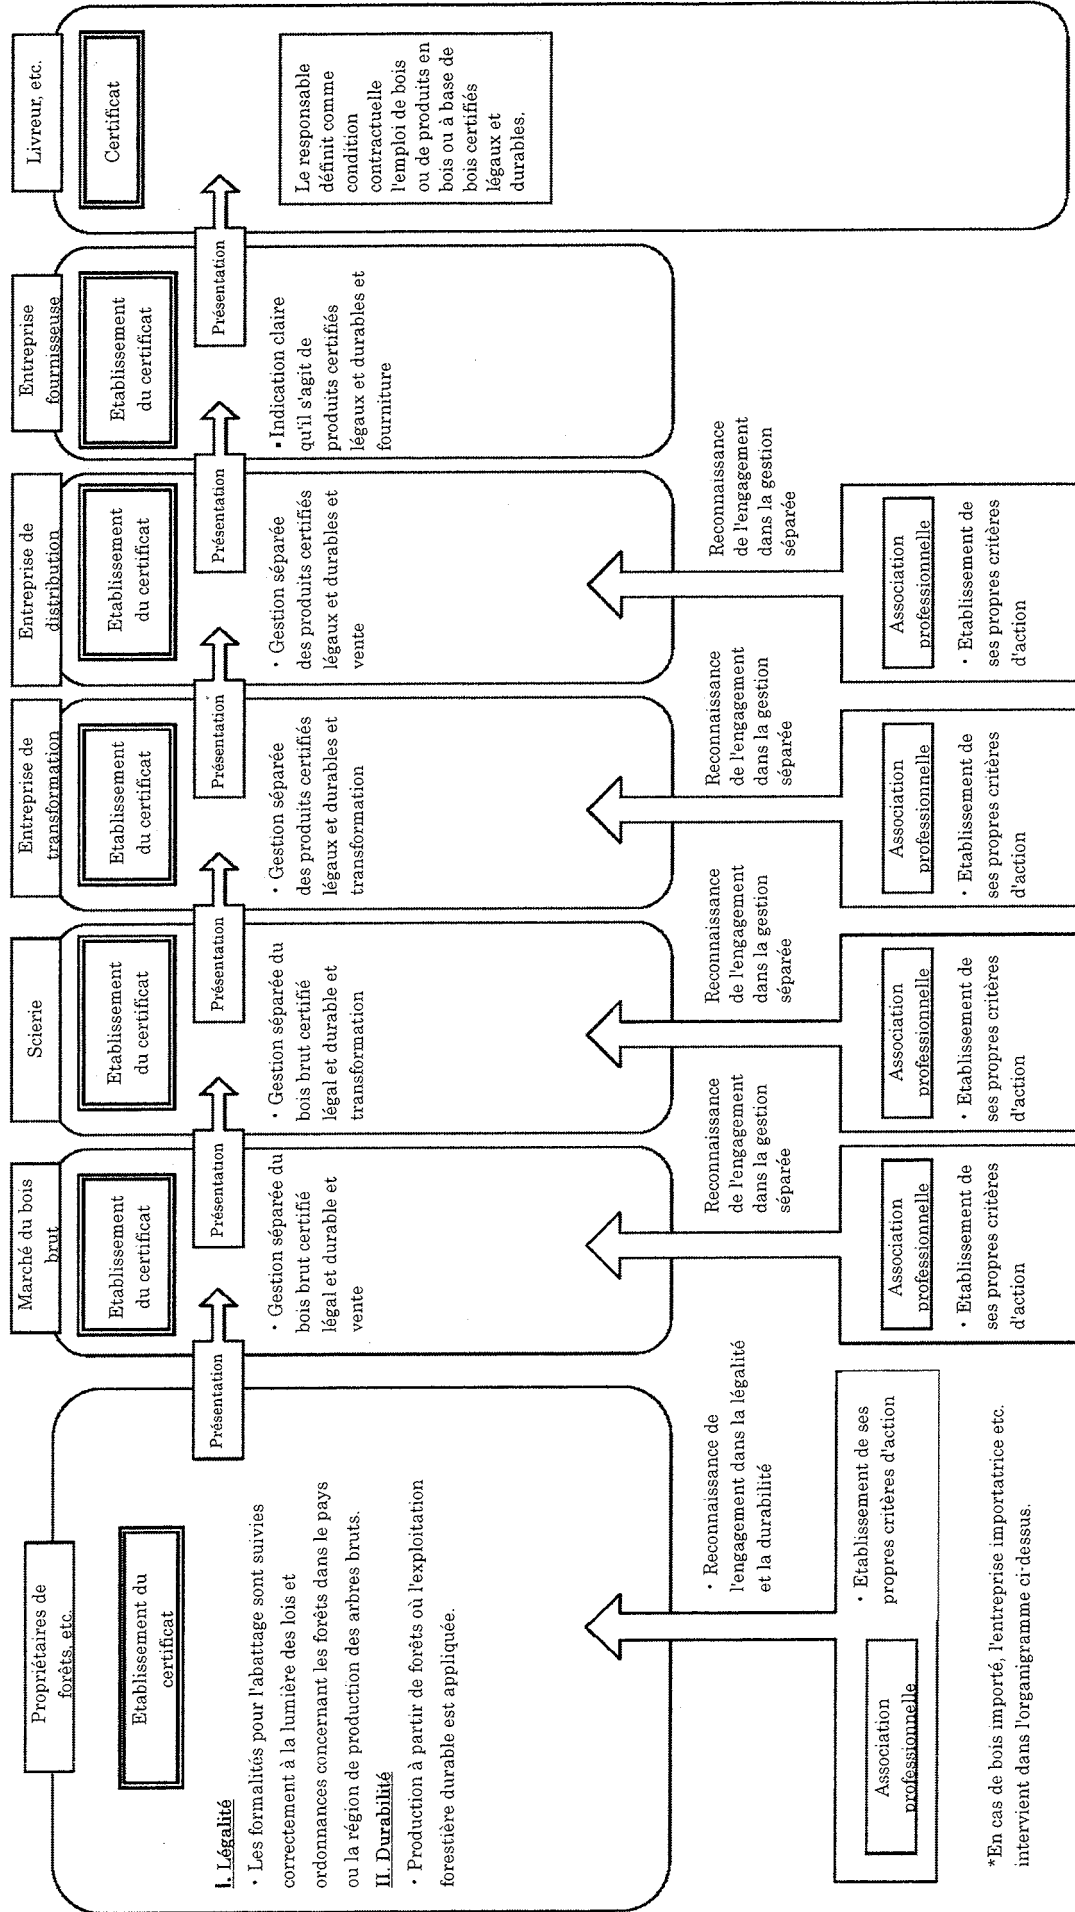 Propriétaires de
forêts, etc.
Etablissement du
certificat
I. Légalité
・Les formalités pour l'abattage sont suivies
correctement à la lumière des lois et
ordonnances concernant les forêts dans le pays
ou la région de production des arbres bruts.
II. Durabilité
・Production à partir de forêts où l'exploitation
forestière durable est appliquée.
Présentation
・Reconnaissance de
l'engagement dans la légalité
et la durabilité
Association
professionnelle
・Etablissement de ses
propres critères d'action
*En cas de bois importé, l'entreprise importatrice etc.
intervient dans l'organigramme ci-dessus.
Marché du bois
brut
Etablissement
du certificat
Présentation
・Gestion séparée du
bois brut certifié
légal et durable et
vente
Reconnaissance
de l'engagement
dans la gestion
séparée
Association
professionnelle
・Etablissement de
ses propres critères
d'action
Scierie
Etablissement
du certificat
Présentation
・Gestion séparée du
bois brut certifié
légal et durable et
transformation
Reconnaissance
de l'engagement
dans la gestion
séparée
Association
professionnelle
・Etablissement de
ses propres critères
d'action
Entreprise de
transformation
Etablissement
du certificat
Présentation
・Gestion séparée
des produits certifiés
légaux et durables et
transformation
Reconnaissance
de l'engagement
dans la gestion
séparée
Association
professionnelle
・Etablissement de
ses propres critères
d'action
Entreprise de
distribution
Etablissement
du certificat
Présentation
・Gestion séparée
des produits certifiés
légaux et durables et
vente
Reconnaissance
de l'engagement
dans la gestion
séparée
Association
professionnelle
・Etablissement de
ses propres critères
d'action
Entreprise
fournisseuse
Etablissement
du certificat
Présentation
▪Indication claire
qu'il s'agit de
produits certifiés
légaux et durables et
fourniture
Livreur, etc.
Certificat
Le responsable
définit comme
condition
contractuelle
l'emploi de bois
ou de produits en
bois ou à base de
bois certifiés
légaux et
durables.